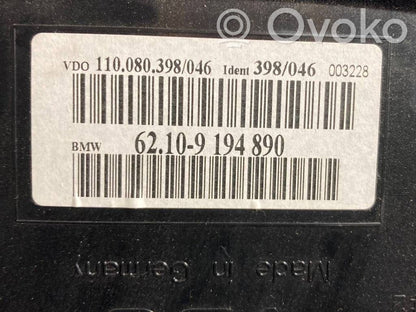 Ovoko
VDO 110.080.398/046 Ident 398/046 003228
BMW 62.10-9 194 890
Made in Germany